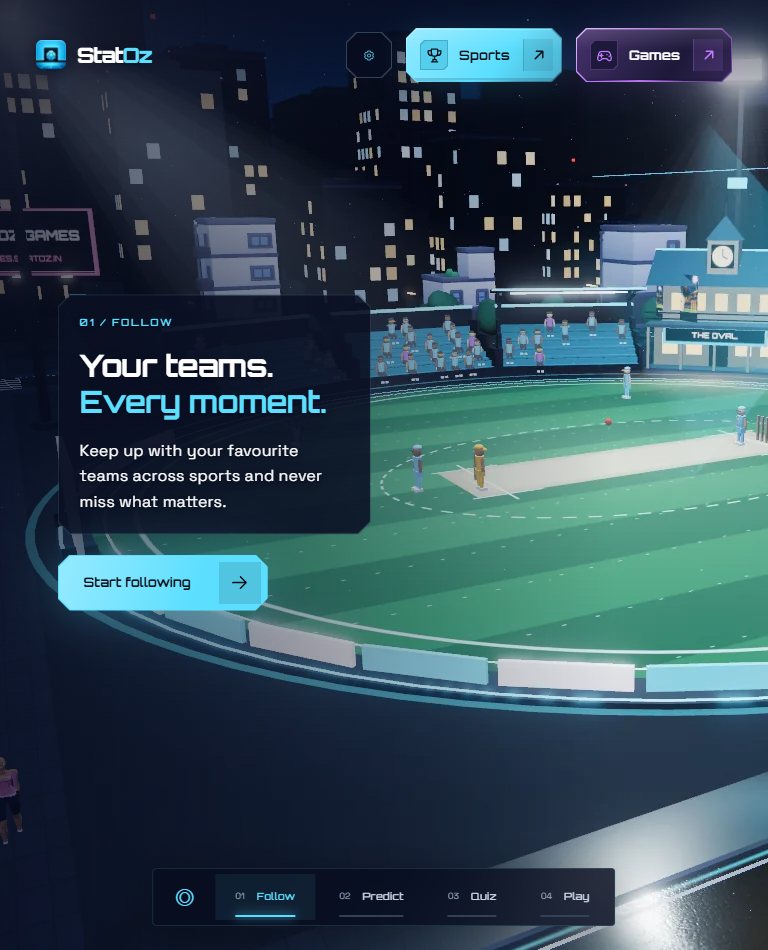 StatOz
Sports
Games
GAMES
THE OVAL
01 / FOLLOW
Your teams.
Every moment.
Keep up with your favourite
teams across sports and never
miss what matters.
Start following
01 Follow
02 Predict
03 Quiz
04 Play